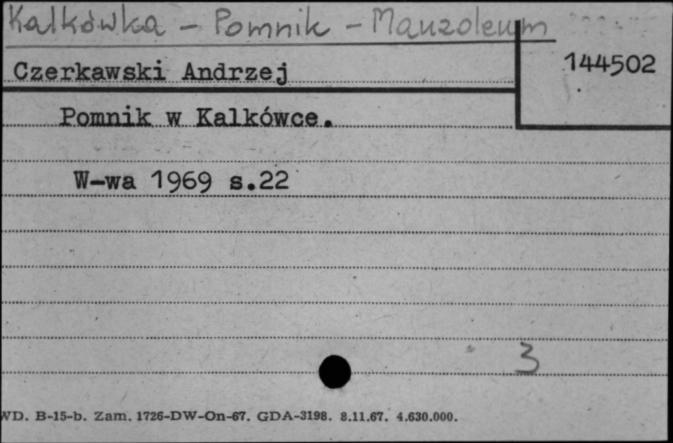 Kalkówka - Pomnik - Mauzoleum
Czerkawski Andrzej
144502
Pomnik w Kalkówce.
W-wa 1969 s.22
3
WD. B-15-b. Zam. 1726-DW-On-67. GDA-3198. 8.11.67. 4.630.000.